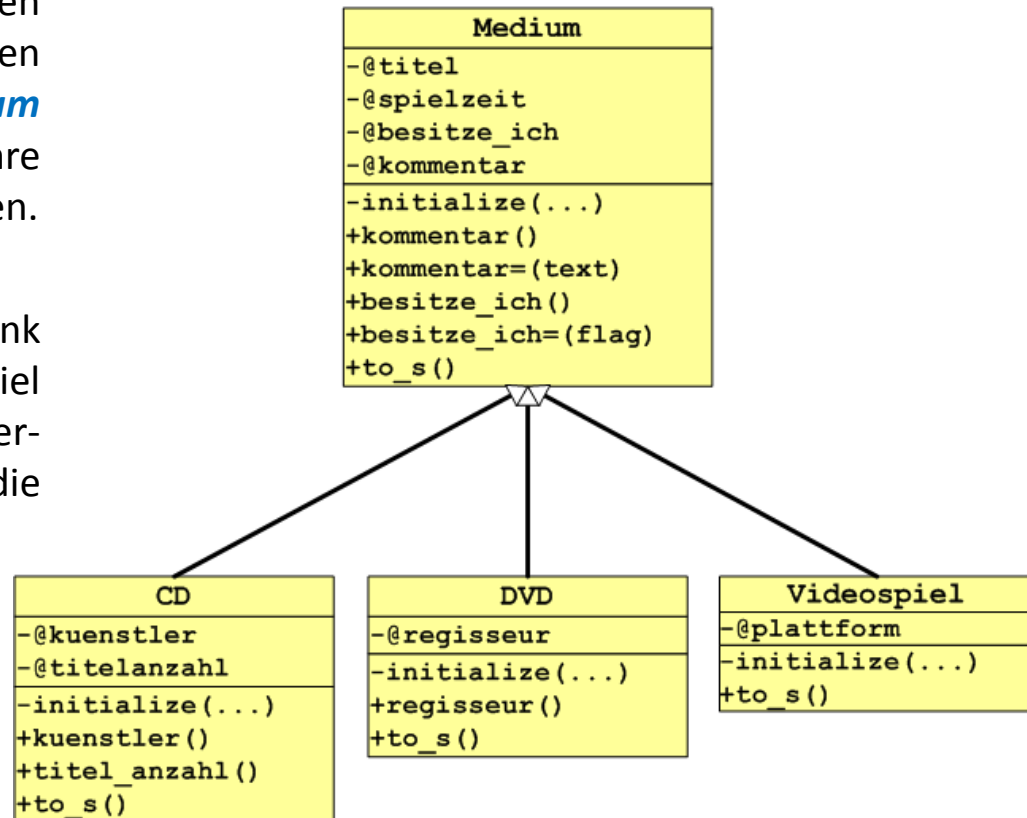 en
en
um
are
en.
nk
iel
er-
die
Medium
-@titel
-@spielzeit
-@besitze_ich
-@kommentar
-initialize(...)
+kommentar()
+kommentar=(text)
+besitze_ich()
+besitze_ich=(flag)
+to_s()
CD
-@kuenstler
-@titelanzahl
-initialize(...)
+kuenstler()
+titel_anzahl()
+to_s()
DVD
-@regisseur
-initialize(...)
+regisseur()
+to_s()
Videospiel
-@plattform
-initialize(...)
+to_s()